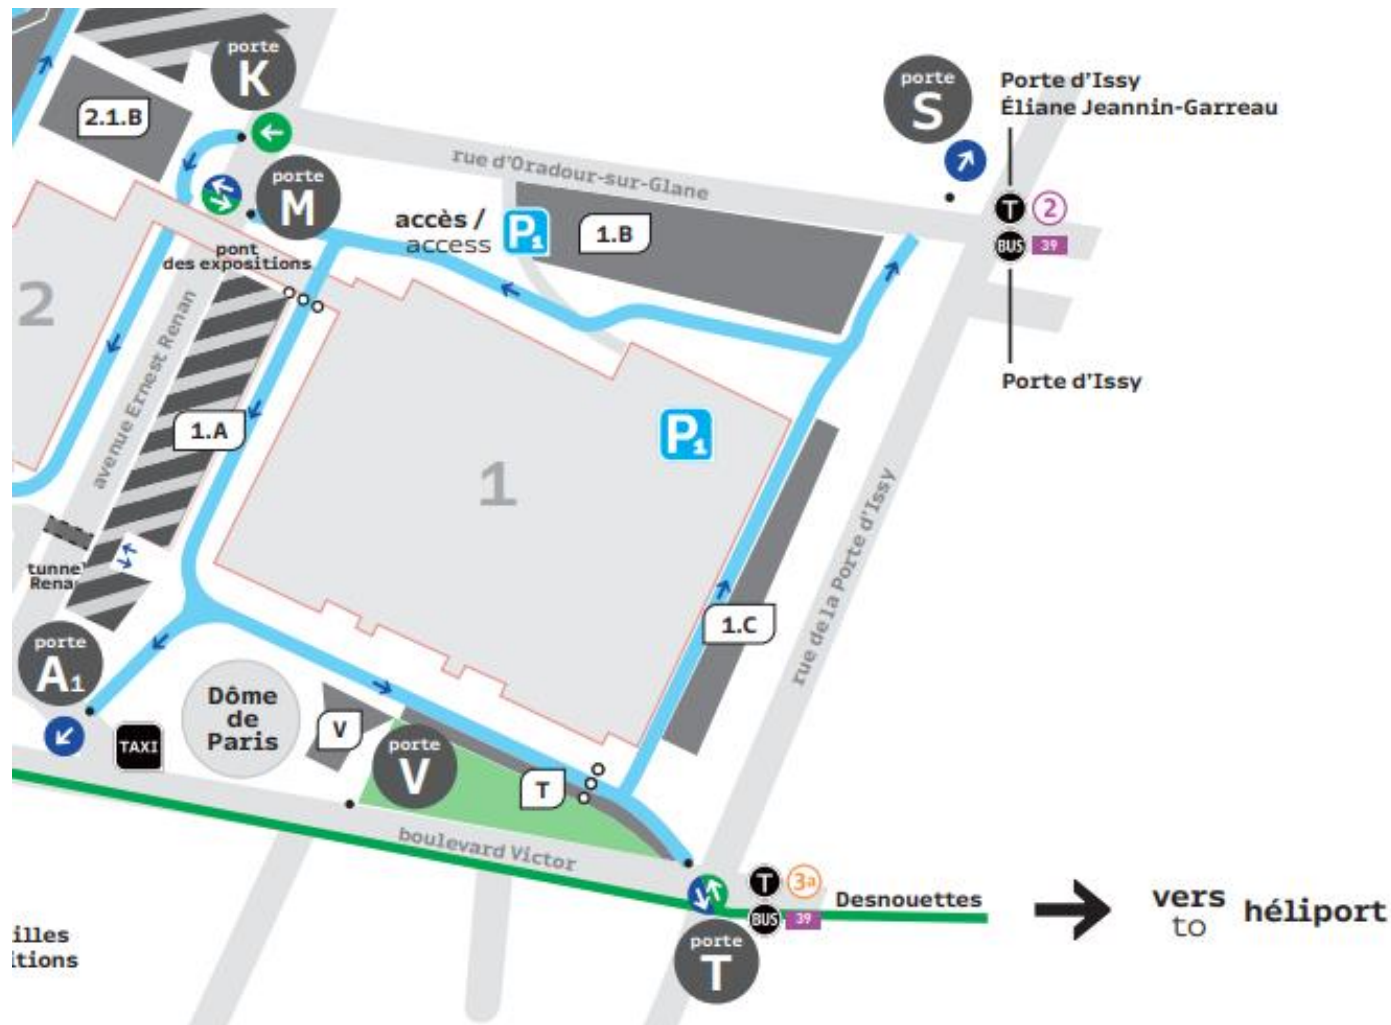 porte
K
2.1.B
porte
M
pont
des expositions
rue d'Oradour-sur-Glane
accès /
access
P1
1.B
porte
S
Porte d'Issy
Éliane Jeannin-Garreau
T 2
BUS 39
Porte d'Issy
2
avenue Ernest Renan
1.A
1
P1
1.C
rue de la Porte d'Issy
porte
A1
TAXI
Dôme
de
Paris
V
porte
V
T
boulevard Victor
T 3a
BUS 39
Desnouettes
porte
T
vers
to
héliport